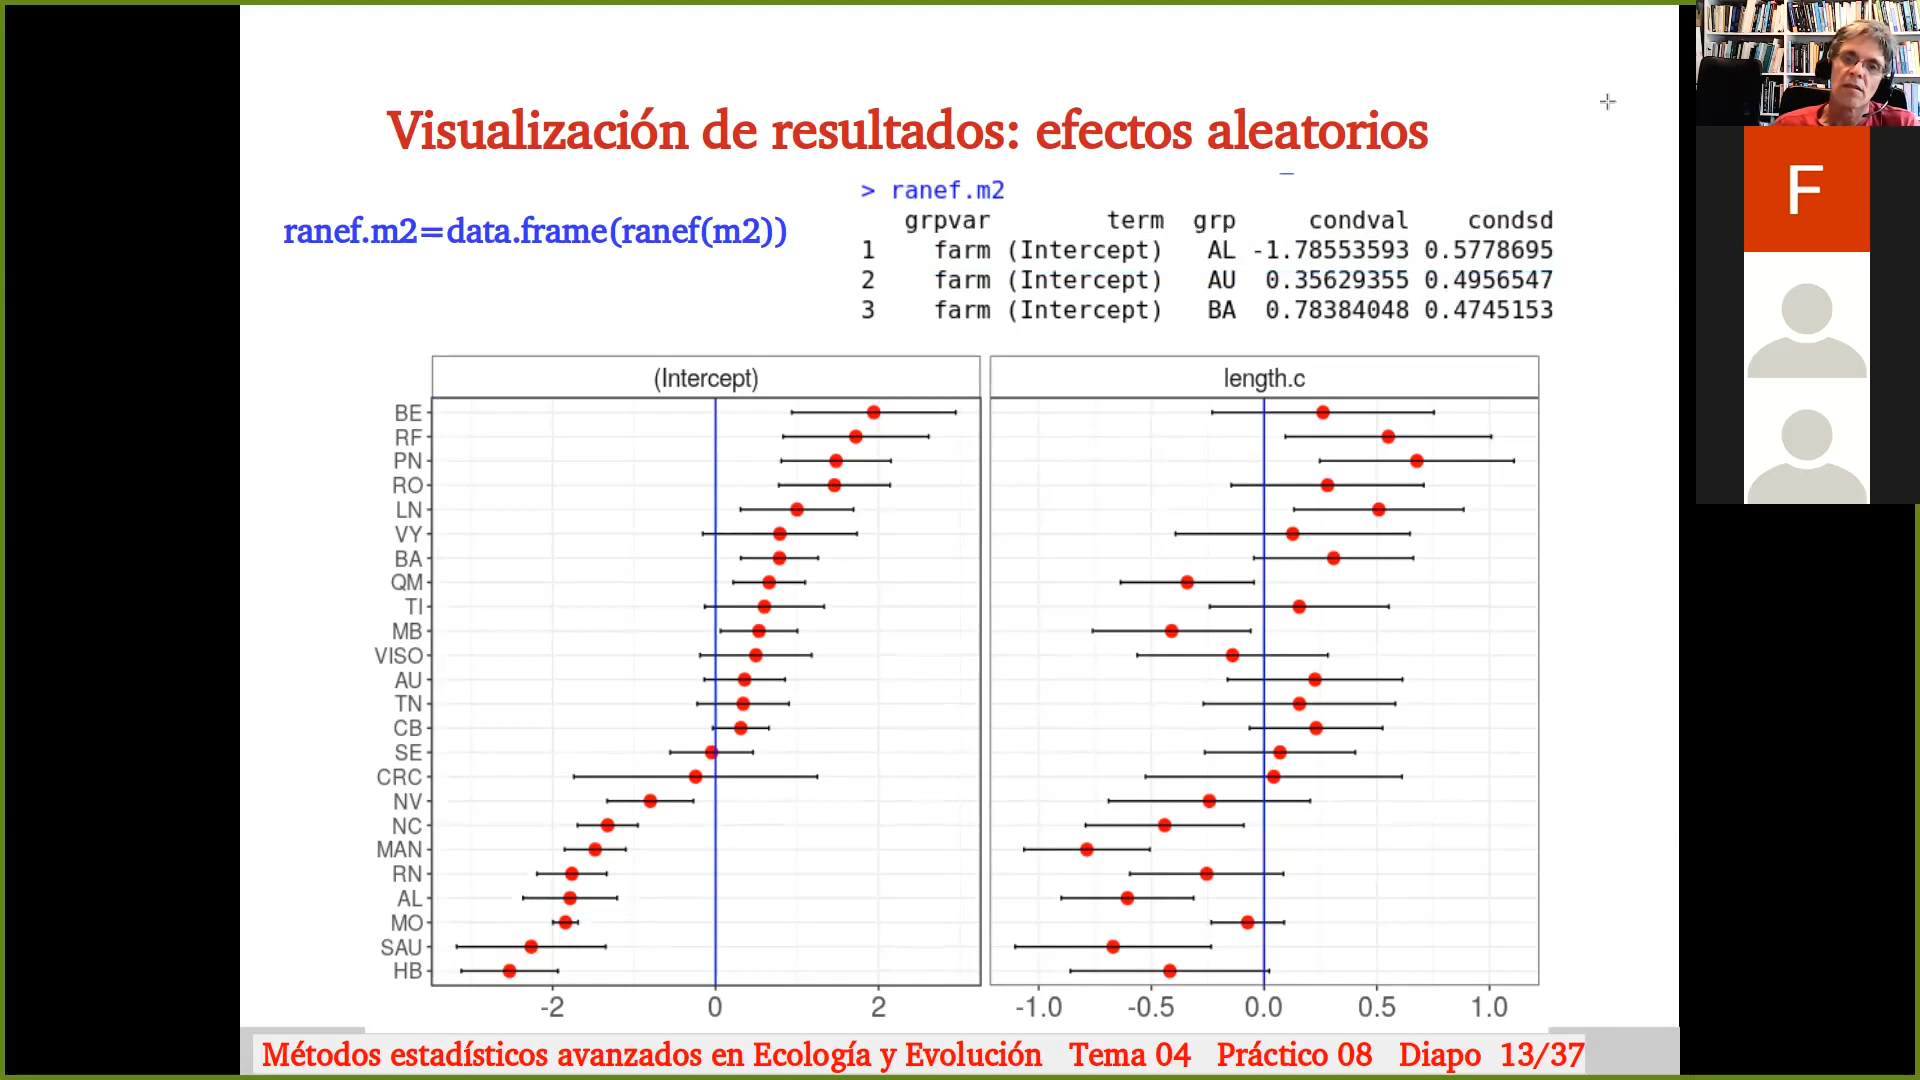 Visualización de resultados: efectos aleatorios
ranef.m2=data.frame(ranef(m2))
> ranef.m2
grpvar term grp condval condsd
1 farm (Intercept) AL -1.78553593 0.5778695
2 farm (Intercept) AU 0.35629355 0.4956547
3 farm (Intercept) BA 0.78384048 0.4745153
F
(Intercept) length.c
BE
RF
PN
RO
LN
VY
BA
QM
TI
MB
VISO
AU
TN
CB
SE
CRC
NV
NC
MAN
RN
AL
MO
SAU
HB
-2 0 2 -1.0 -0.5 0.0 0.5 1.0
Métodos estadísticos avanzados en Ecología y Evolución Tema 04 Práctico 08 Diapo 13/37